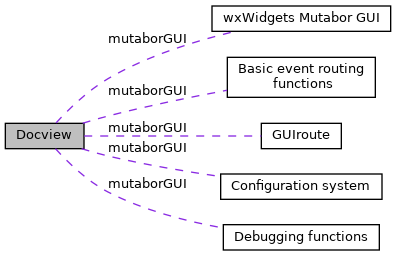 wxWidgets Mutabor GUI
mutaborGUI
Basic event routing
functions
mutaborGUI
Docview
mutaborGUI
GUIroute
mutaborGUI
Configuration system
mutaborGUI
Debugging functions